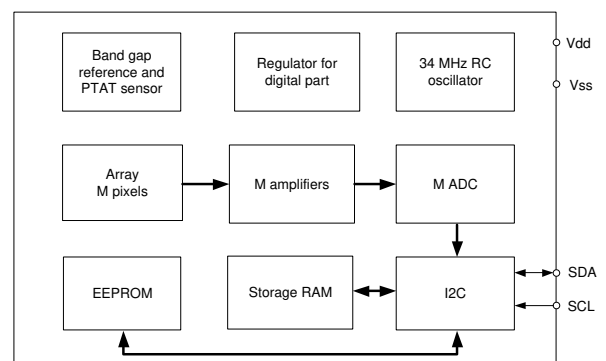 Band gap
reference and
PTAT sensor
Regulator for
digital part
34 MHz RC
oscillator
Vdd
Vss
Array
M pixels
M amplifiers
M ADC
EEPROM
Storage RAM
I2C
SDA
SCL